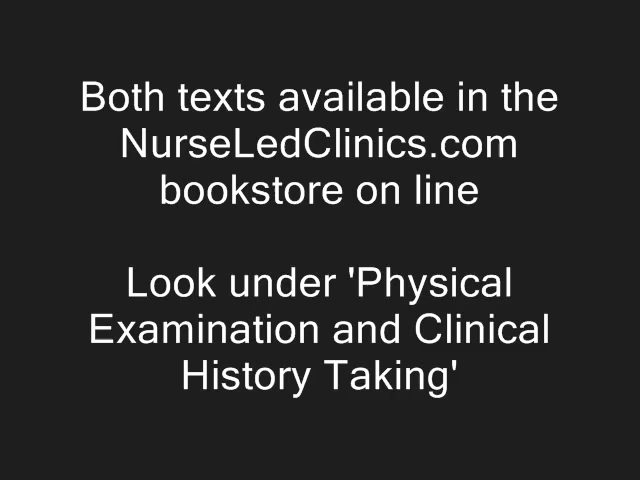 Both texts available in the
NurseLedClinics.com
bookstore on line
Look under 'Physical
Examination and Clinical
History Taking'